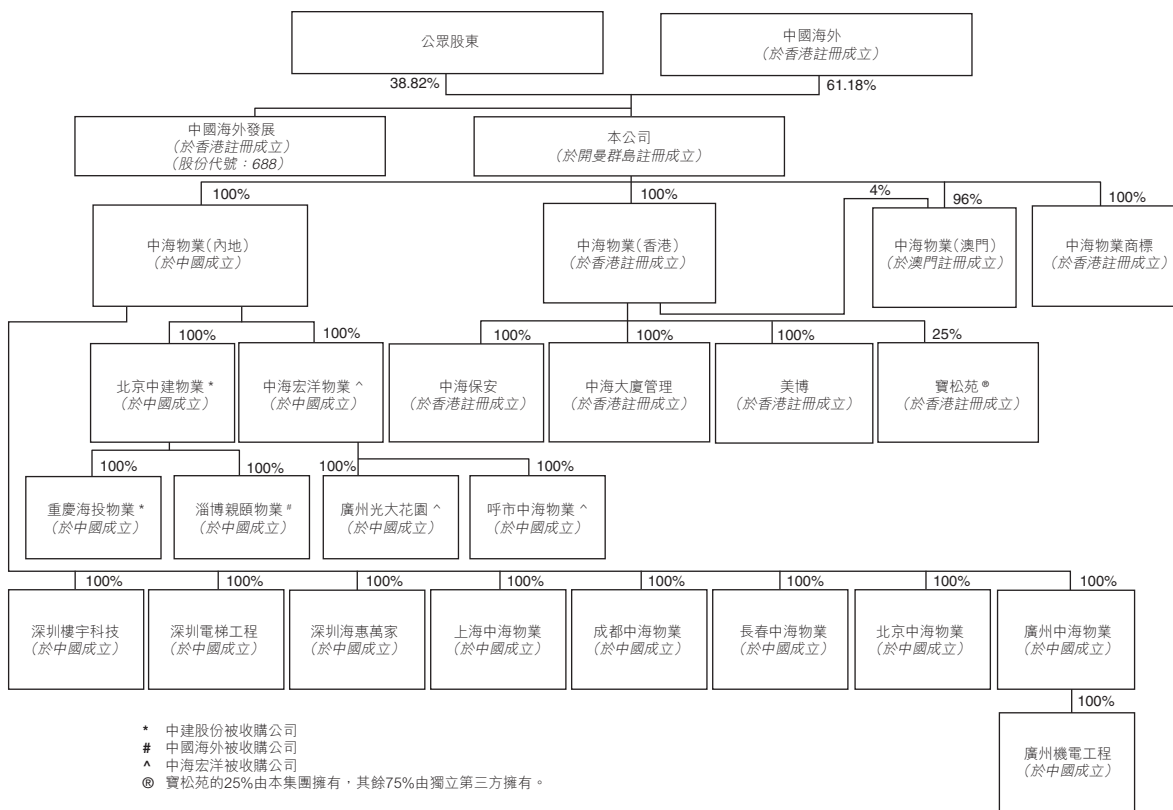 公眾股東
中國海外
(於香港註冊成立)
38.82%
61.18%
中國海外發展
(於香港註冊成立)
(股份代號：688)
本公司
(於開曼群島註冊成立)
100%
100%
4%
96%
100%
中海物業(內地)
(於中國成立)
中海物業(香港)
(於香港註冊成立)
中海物業(澳門)
(於澳門註冊成立)
中海物業商標
(於香港註冊成立)
100%
100%
100%
100%
100%
25%
北京中建物業 *
(於中國成立)
中海宏洋物業 ^
(於中國成立)
中海保安
(於香港註冊成立)
中海大廈管理
(於香港註冊成立)
美博
(於香港註冊成立)
寶松苑 ®
(於香港註冊成立)
100%
100%
100%
100%
重慶海投物業 *
(於中國成立)
淄博親頤物業 #
(於中國成立)
廣州光大花園 ^
(於中國成立)
呼市中海物業 ^
(於中國成立)
100%
100%
100%
100%
100%
100%
100%
100%
深圳樓宇科技
(於中國成立)
深圳電梯工程
(於中國成立)
深圳海惠萬家
(於中國成立)
上海中海物業
(於中國成立)
成都中海物業
(於中國成立)
長春中海物業
(於中國成立)
北京中海物業
(於中國成立)
廣州中海物業
(於中國成立)
100%
廣州機電工程
(於中國成立)
* 中建股份被收購公司
# 中國海外被收購公司
^ 中海宏洋被收購公司
® 寶松苑的25%由本集團擁有，其餘75%由獨立第三方擁有。